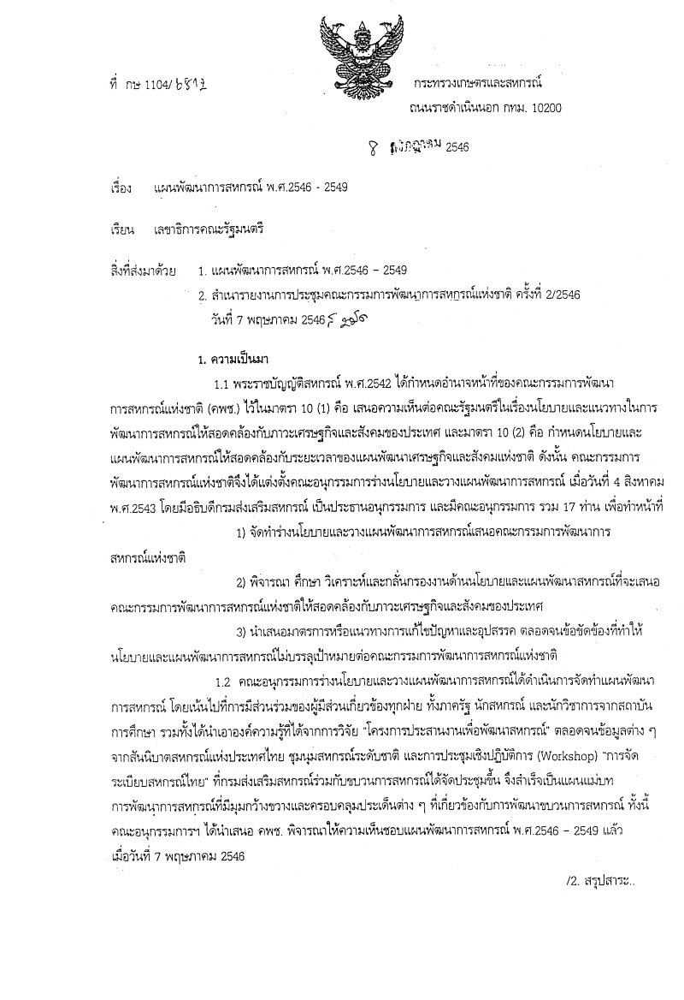 ที่ กษ 1104/
กระทรวงเกษตรและสหกรณ์
ถนนราชดำเนินนอก กทม. 10200
8 กรกฎาคม 2546
เรื่อง แผนพัฒนาการสหกรณ์ พ.ศ.2546 - 2549
เรียน เลขาธิการคณะรัฐมนตรี
สิ่งที่ส่งมาด้วย 1. แผนพัฒนาการสหกรณ์ พ.ศ.2546 – 2549
2. สำเนารายงานการประชุมคณะกรรมการพัฒนาการสหกรณ์แห่งชาติ ครั้งที่ 2/2546
วันที่ 7 พฤษภาคม 2546
1. ความเป็นมา
1.1 พระราชบัญญัติสหกรณ์ พ.ศ.2542 ได้กำหนดอำนาจหน้าที่ของคณะกรรมการพัฒนา
การสหกรณ์แห่งชาติ (คพช.) ไว้ในมาตรา 10 (1) คือ เสนอความเห็นต่อคณะรัฐมนตรีในเรื่องนโยบายและแนวทางในการ
พัฒนาการสหกรณ์ให้สอดคล้องกับภาวะเศรษฐกิจและสังคมของประเทศ และมาตรา 10 (2) คือ กำหนดนโยบายและ
แผนพัฒนาการสหกรณ์ให้สอดคล้องกับระยะเวลาของแผนพัฒนาเศรษฐกิจและสังคมแห่งชาติ ดังนั้น คณะกรรมการ
พัฒนาการสหกรณ์แห่งชาติจึงได้แต่งตั้งคณะอนุกรรมการร่างนโยบายและวางแผนพัฒนาการสหกรณ์ เมื่อวันที่ 4 สิงหาคม
พ.ศ.2543 โดยมีอธิบดีกรมส่งเสริมสหกรณ์ เป็นประธานอนุกรรมการ และมีคณะอนุกรรมการ รวม 17 ท่าน เพื่อทำหน้าที่
1) จัดทำร่างนโยบายและวางแผนพัฒนาการสหกรณ์เสนอคณะกรรมการพัฒนาการ
สหกรณ์แห่งชาติ
2) พิจารณา ศึกษา วิเคราะห์และกลั่นกรองงานด้านนโยบายและแผนพัฒนาสหกรณ์ที่จะเสนอ
คณะกรรมการพัฒนาการสหกรณ์แห่งชาติให้สอดคล้องกับภาวะเศรษฐกิจและสังคมของประเทศ
3) นำเสนอมาตรการหรือแนวทางการแก้ไขปัญหาและอุปสรรค ตลอดจนข้อขัดข้องที่ทำให้
นโยบายและแผนพัฒนาการสหกรณ์ไม่บรรลุเป้าหมายต่อคณะกรรมการพัฒนาการสหกรณ์แห่งชาติ
1.2 คณะอนุกรรมการร่างนโยบายและวางแผนพัฒนาการสหกรณ์ได้ดำเนินการจัดทำแผนพัฒนา
การสหกรณ์ โดยเน้นไปที่การมีส่วนร่วมของผู้มีส่วนเกี่ยวข้องทุกฝ่าย ทั้งภาครัฐ นักสหกรณ์ และนักวิชาการจากสถาบัน
การศึกษา รวมทั้งได้นำเอาองค์ความรู้ที่ได้จากการวิจัย "โครงการประสานงานเพื่อพัฒนาสหกรณ์" ตลอดจนข้อมูลต่าง ๆ
จากสันนิบาตสหกรณ์แห่งประเทศไทย ชุมนุมสหกรณ์ระดับชาติ และการประชุมเชิงปฏิบัติการ (Workshop) "การจัด
ระเบียบสหกรณ์ไทย" ที่กรมส่งเสริมสหกรณ์ร่วมกับขบวนการสหกรณ์ได้จัดประชุมขึ้น จึงสำเร็จเป็นแผนแม่บท
การพัฒนาการสหกรณ์ที่มีมุมกว้างขวางและครอบคลุมประเด็นต่าง ๆ ที่เกี่ยวข้องกับการพัฒนาขบวนการสหกรณ์ ทั้งนี้
คณะอนุกรรมการฯ ได้นำเสนอ คพช. พิจารณาให้ความเห็นชอบแผนพัฒนาการสหกรณ์ พ.ศ.2546 – 2549 แล้ว
เมื่อวันที่ 7 พฤษภาคม 2546
/2. สรุปสาระ..